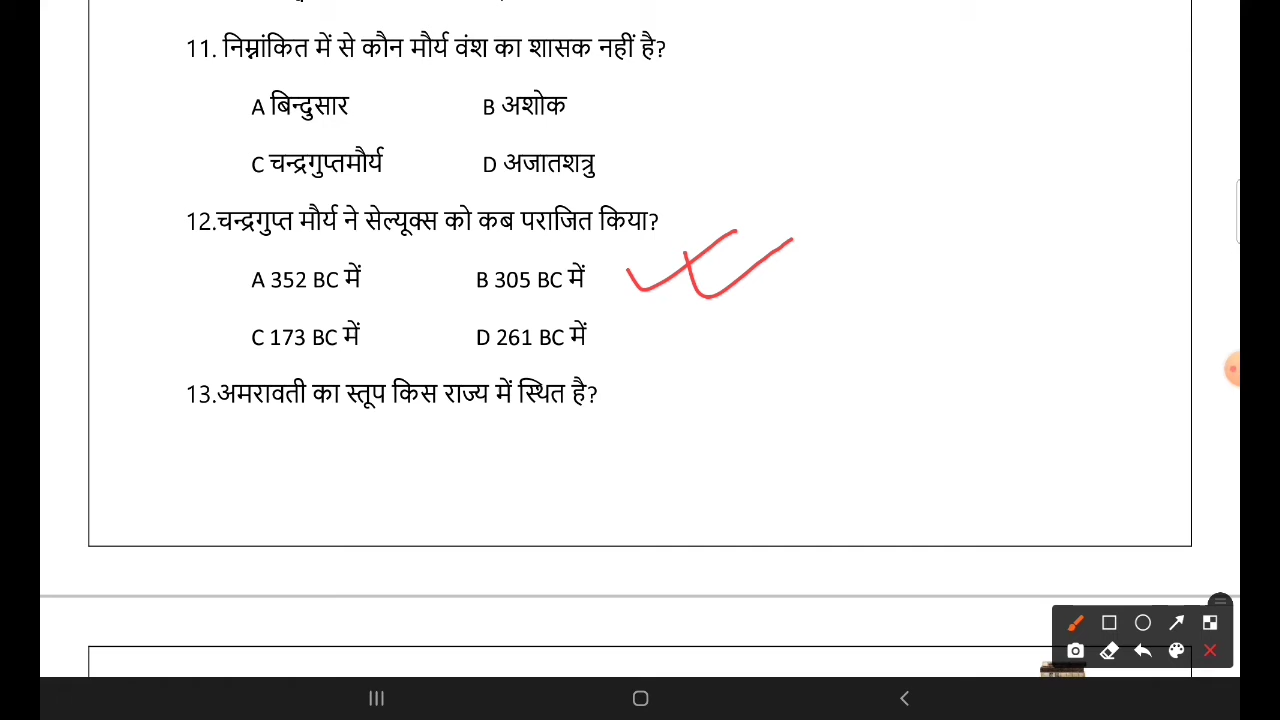 11. निम्नांकित में से कौन मौर्य वंश का शासक नहीं है?
A बिन्दुसार B अशोक
C चन्द्रगुप्तमौर्य D अजातशत्रु
12.चन्द्रगुप्त मौर्य ने सेल्यूक्स को कब पराजित किया?
A 352 BC में B 305 BC में
C 173 BC में D 261 BC में
13.अमरावती का स्तूप किस राज्य में स्थित है?